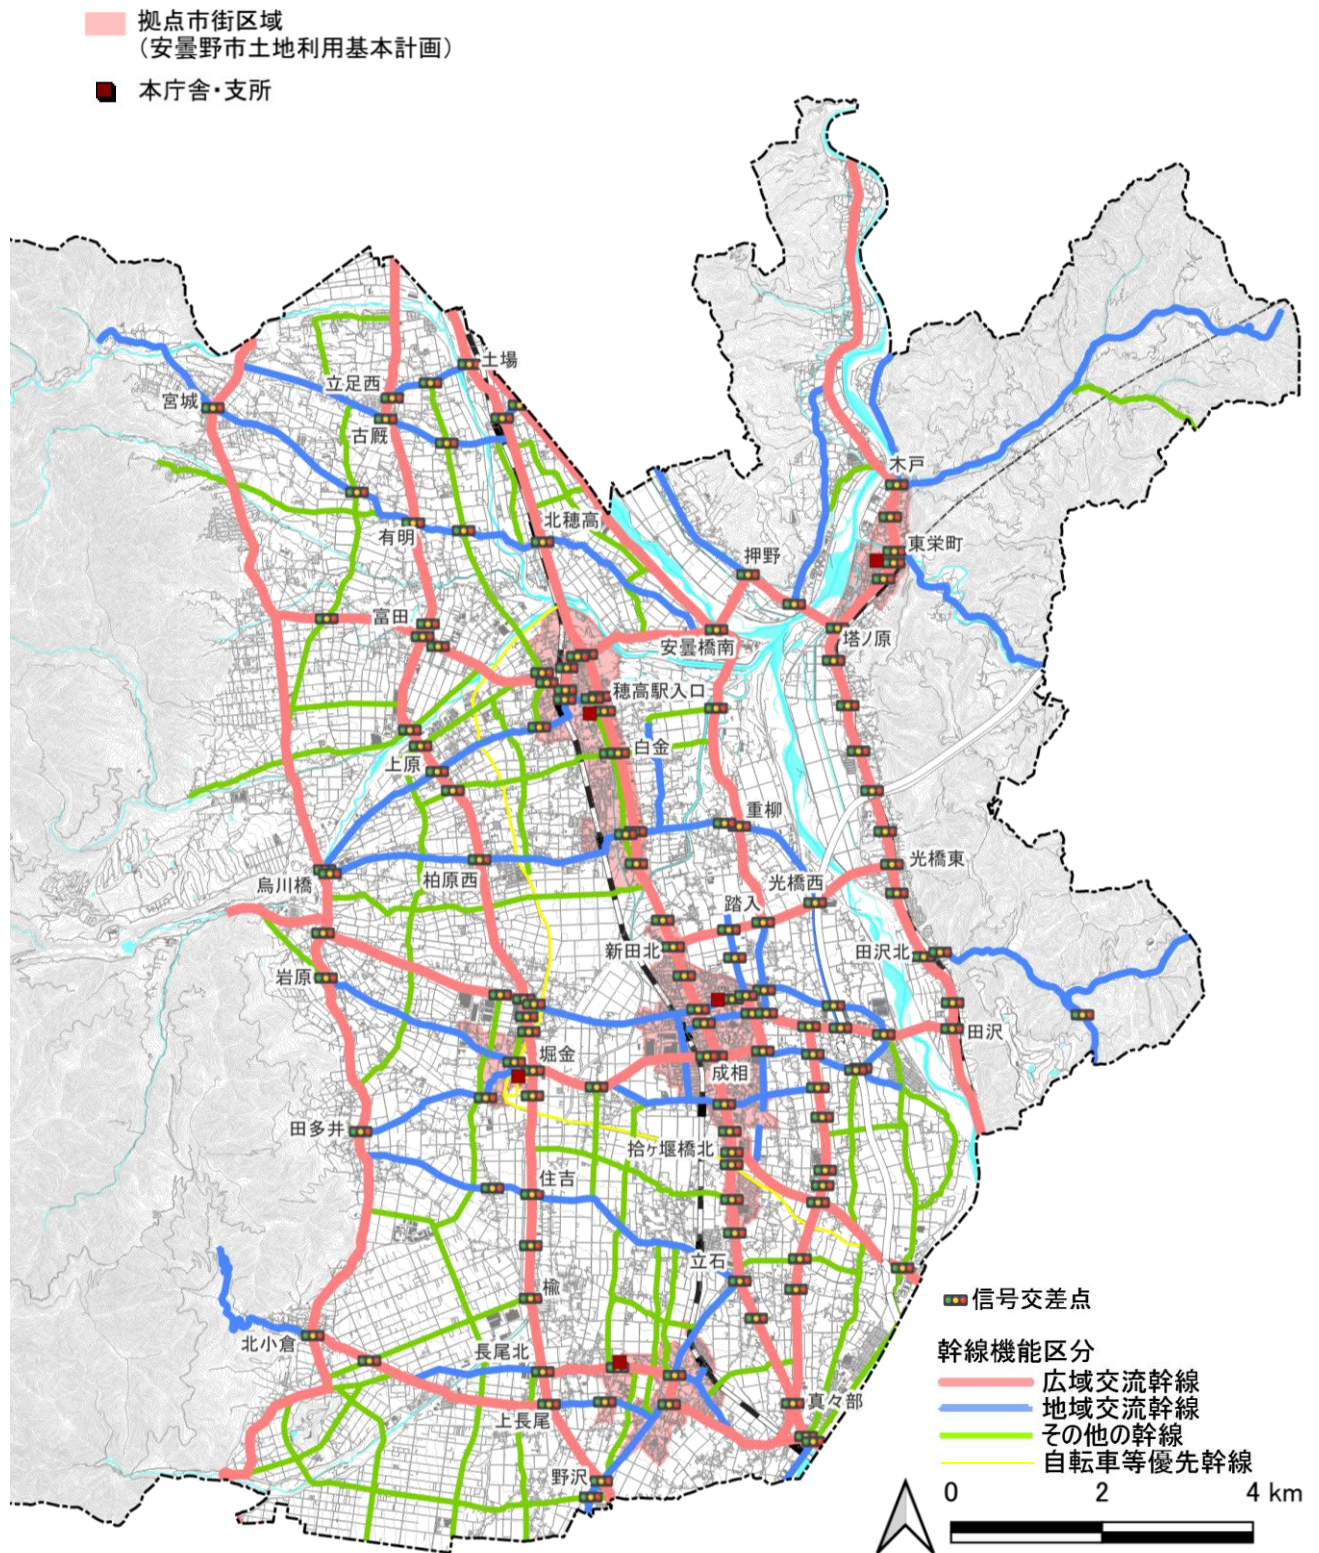 拠点市街区域
(安曇野市土地利用基本計画)
本庁舎・支所
土場
立足西
宮城
古厩
木戸
北穂高
有明
東栄町
押野
富田
塔ノ原
安曇橋南
穂高駅入口
白金
上原
重柳
光橋東
烏川橋
柏原西
光橋西
踏入
新田北
田沢北
岩原
田沢
堀金
成相
田多井
拾ヶ堰橋北
住吉
立石
楡
信号交差点
北小倉
長尾北
幹線機能区分
広域交流幹線
真々部
地域交流幹線
上長尾
その他の幹線
自転車等優先幹線
野沢
0 2 4 km